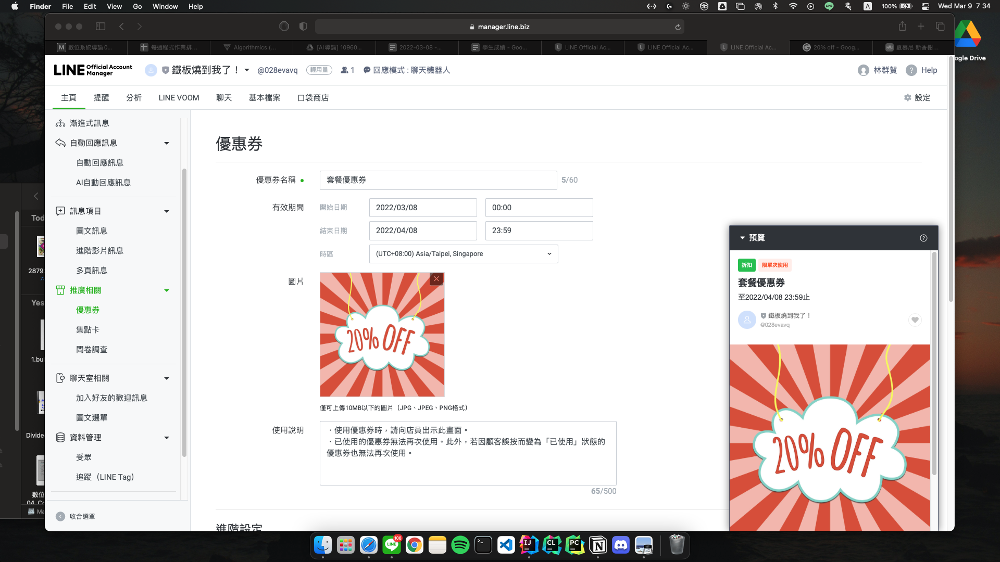 Finder File Edit View Go Window Help
A 100% Wed Mar 9 7 34
manager.line.biz
M 數位系統導論 0...
每週程式作業排...
Algorithmics (...
[AI導論] 10960...
2022-03-08 -...
學生成績 - Goo...
LINE Official Ac...
LINE Official Ac...
LINE Official Ac...
20% off - Goog...
夏慕尼 新香榭...
ogle Drive
LINE Official Account Manager
鐵板燒到我了！ @028evavq 輕用量 1 回應模式 : 聊天機器人
林群賀 ? Help
主頁 提醒 分析 LINE VOOM 聊天 基本檔案 口袋商店
設定
漸進式訊息
自動回應訊息
自動回應訊息
AI自動回應訊息
訊息項目
圖文訊息
進階影片訊息
多頁訊息
推廣相關
優惠券
集點卡
問卷調查
聊天室相關
加入好友的歡迎訊息
圖文選單
資料管理
受眾
追蹤（LINE Tag）
收合選單
Tod
2879
Yes
1.bul
Divide
數位
04_Co
Ma
優惠券
優惠券名稱 套餐優惠券 5/60
有效期間 開始日期 2022/03/08 00:00
結束日期 2022/04/08 23:59
時區 (UTC+08:00) Asia/Taipei, Singapore
圖片
20% OFF
僅可上傳10MB以下的圖片（JPG、JPEG、PNG格式）
使用說明
・使用優惠券時，請向店員出示此畫面。
・已使用的優惠券無法再次使用。此外，若因顧客誤按而變為「已使用」狀態的
優惠券也無法再次使用。
65/500
進階設定
預覽 ?
折扣 限單次使用
套餐優惠券
至2022/04/08 23:59止
鐵板燒到我了！
@028evavq
20% OFF
LINE 108
IJ
CL
PC
N